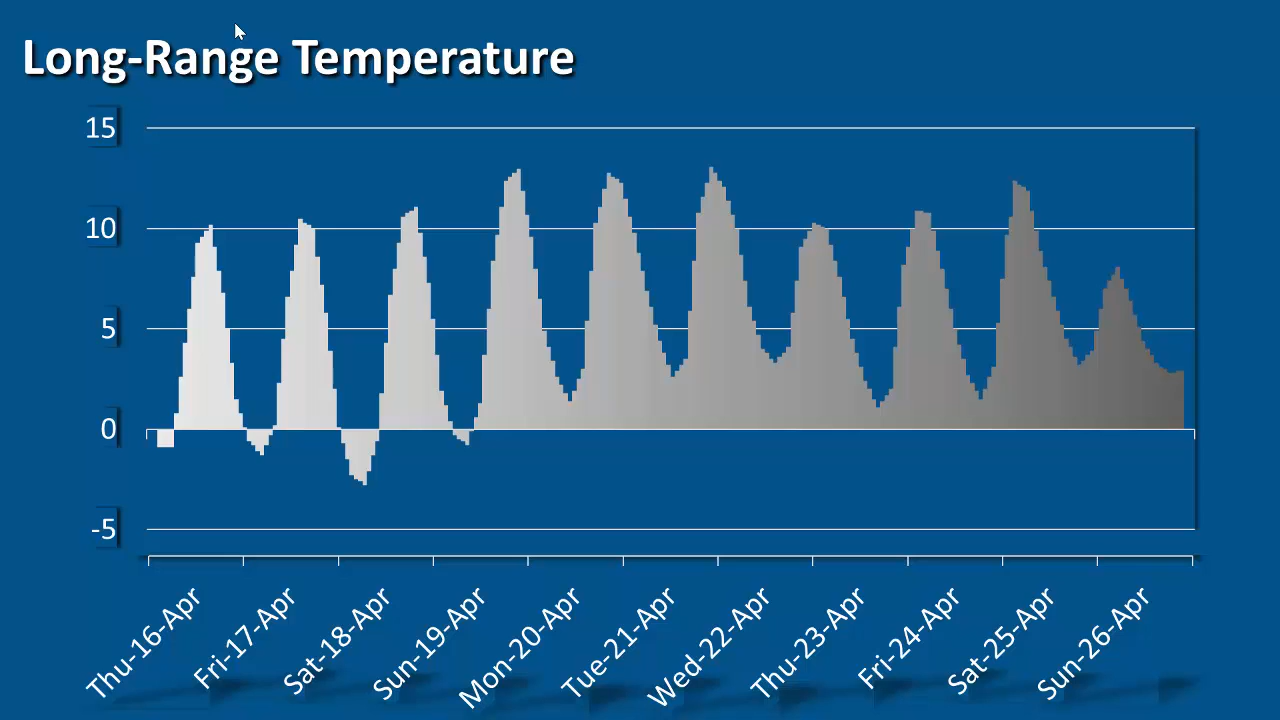 Long-Range Temperature
15
10
5
0
-5
Thu-16-Apr
Fri-17-Apr
Sat-18-Apr
Sun-19-Apr
Mon-20-Apr
Tue-21-Apr
Wed-22-Apr
Thu-23-Apr
Fri-24-Apr
Sat-25-Apr
Sun-26-Apr